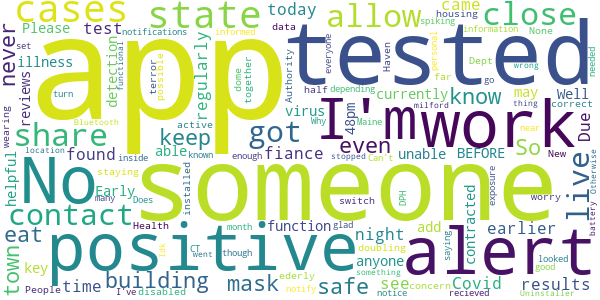 cases
state
allow
close
came
housing
today
data
spiking
None
needed
Please
test
notifications
informed
everyone
personal
information
never
app
tested
illness
set
turn
detection
functional
terror
possible
regularly
dome
together
Authority
Haven
far
Dept
go
wrong
reviews
wearing
share
Bluetooth
virus
half
depending
currently
know
may
thing
Well
correct
Due
got
I'm
work
48pm
Why
Maine
milford
even
near
So
New
keep
active
found
able
fiance
unable
BEFORE
location
inside
known
enough
stopped
Can't
exposure
Otherwise
battery
live
helpful
No
someone
staying
Early
many
Does
installed
switch
DPH
contracted
worry
contact
Health
function
month
glad
add
earlier
CT
went
though
saying
looked
good
eat
positive
alert
night
doubling
anyone
town
key
time
building
mask
safe
see
concern
Covid
results
People
I've
disabled
ederly
notify
something
notice
recieved
Uninstaller